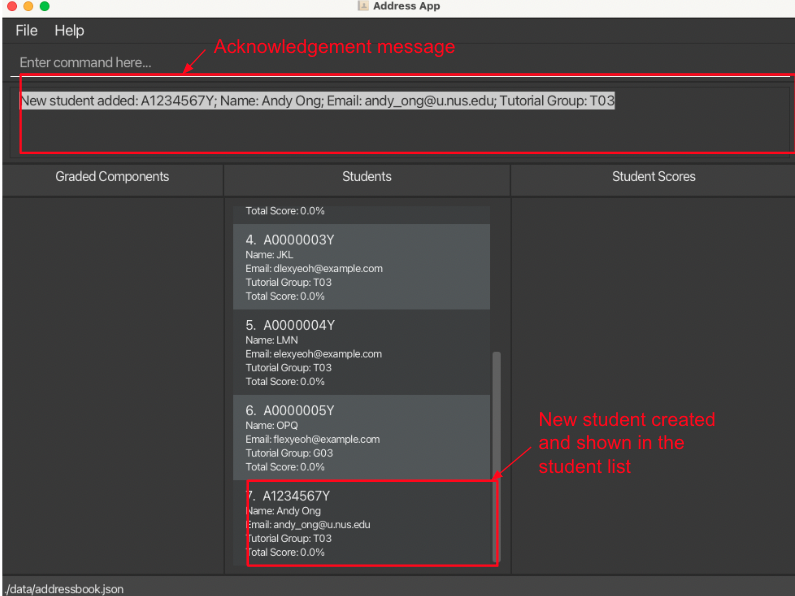 Address App
File Help
Acknowledgement message
Enter command here...
New student added: A1234567Y; Name: Andy Ong; Email: andy_ong@u.nus.edu; Tutorial Group: T03
Graded Components
Students
Student Scores
Total Score: 0.0%
4. A0000003Y
Name: JKL
Email: dlexyeoh@example.com
Tutorial Group: T03
Total Score: 0.0%
5. A0000004Y
Name: LMN
Email: elexyeoh@example.com
Tutorial Group: T03
Total Score: 0.0%
6. A0000005Y
Name: OPQ
Email: flexyeoh@example.com
Tutorial Group: G03
Total Score: 0.0%
New student created
and shown in the
student list
7. A1234567Y
Name: Andy Ong
Email: andy_ong@u.nus.edu
Tutorial Group: T03
Total Score: 0.0%
./data/addressbook.json